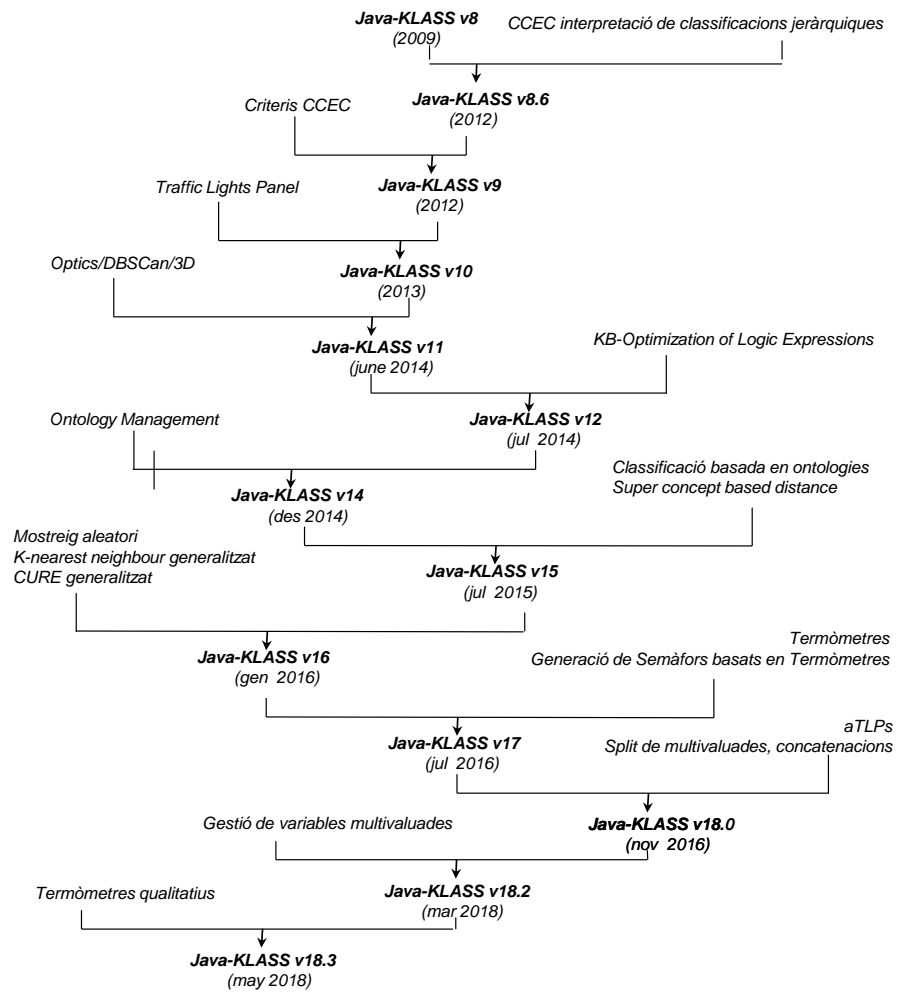 Java-KLASS v8
(2009)
CCEC interpretació de classificacions jeràrquiques
Java-KLASS v8.6
(2012)
Criteris CCEC
Java-KLASS v9
(2012)
Traffic Lights Panel
Java-KLASS v10
(2013)
Optics/DBSCan/3D
Java-KLASS v11
(june 2014)
KB-Optimization of Logic Expressions
Java-KLASS v12
(jul 2014)
Ontology Management
Java-KLASS v14
(des 2014)
Classificació basada en ontologies
Super concept based distance
Java-KLASS v15
(jul 2015)
Mostreig aleatori
K-nearest neighbour generalitzat
CURE generalitzat
Java-KLASS v16
(gen 2016)
Termòmetres
Generació de Semàfors basats en Termòmetres
Java-KLASS v17
(jul 2016)
aTLPs
Split de multivaluades, concatenacions
Java-KLASS v18.0
(nov 2016)
Gestió de variables multivaluades
Java-KLASS v18.2
(mar 2018)
Termòmetres qualitatius
Java-KLASS v18.3
(may 2018)